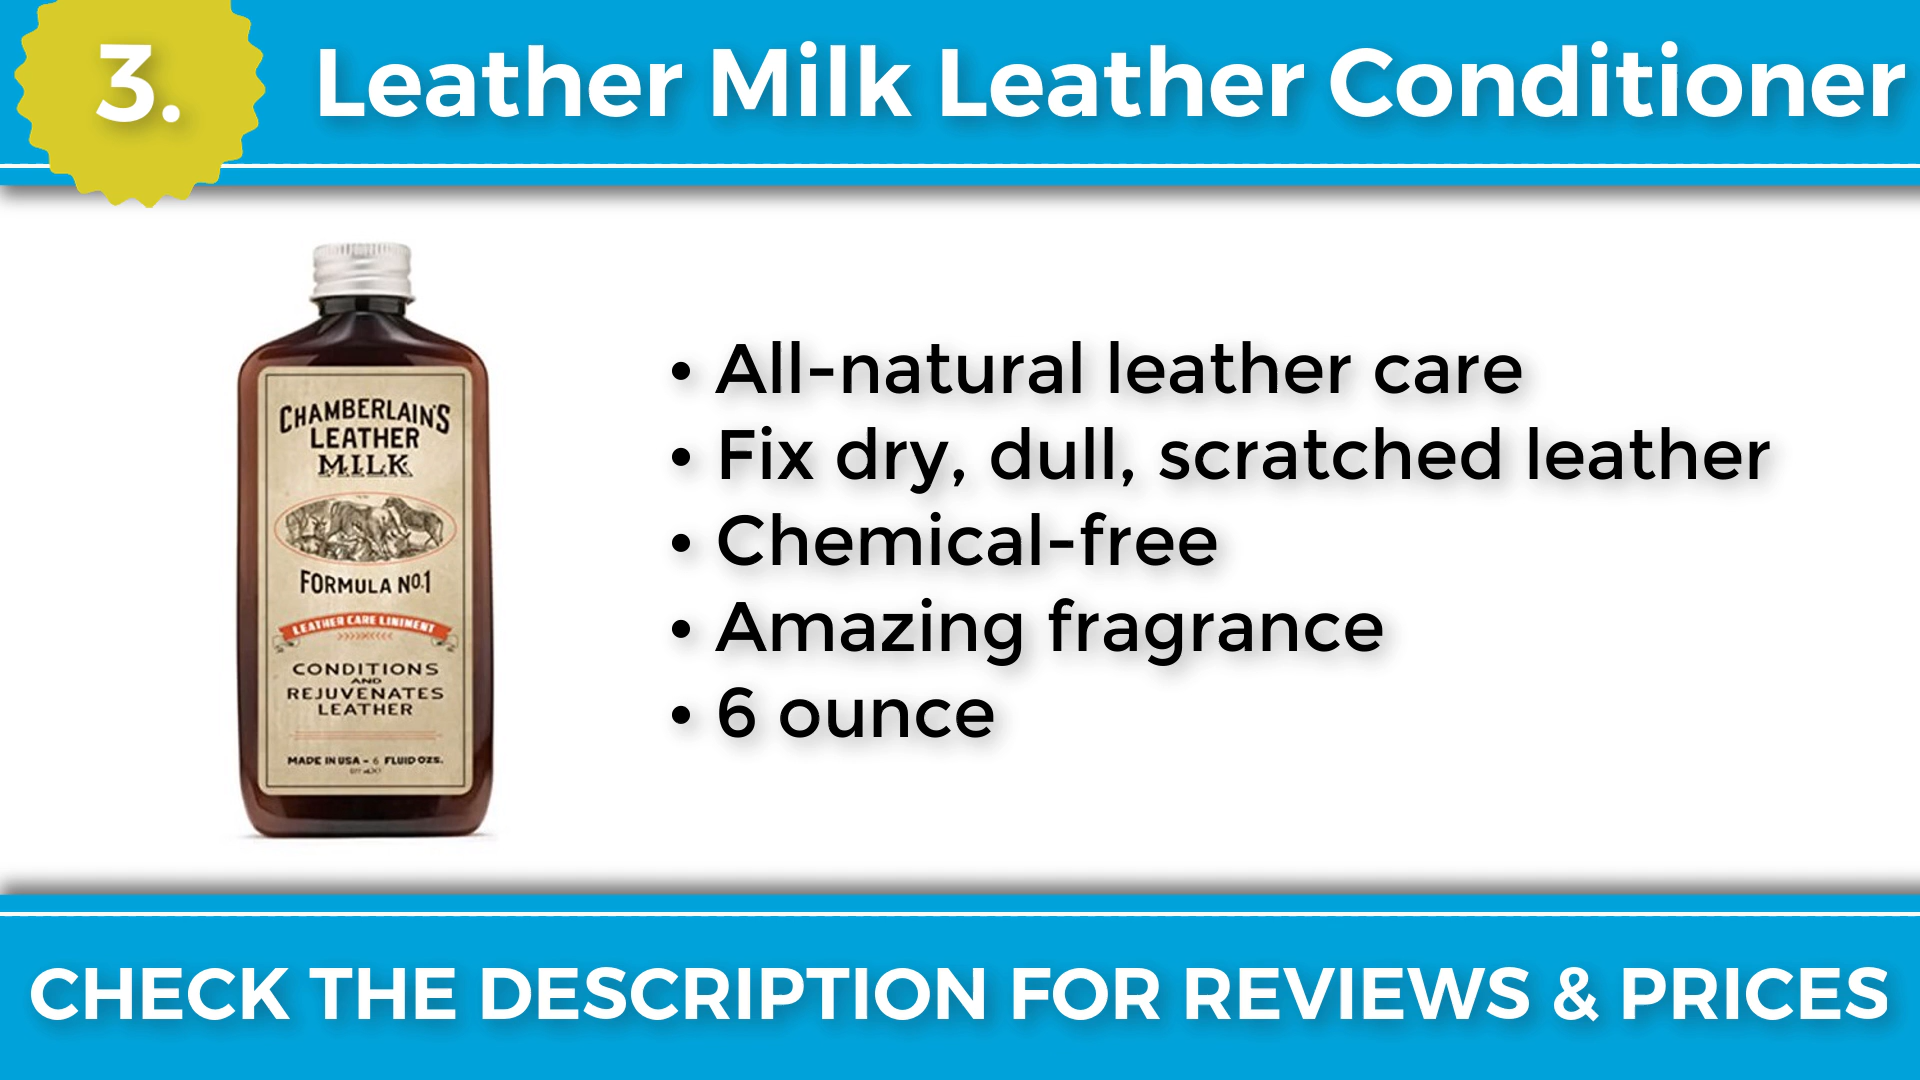 3.
Leather Milk Leather Conditioner
CHAMBERLAIN'S
LEATHER
MILK
FORMULA NO.1
LEATHER CARE LINIMENT
CONDITIONS
AND
REJUVENATES
LEATHER
MADE IN USA - 6 FLUID OZS.
• All-natural leather care
• Fix dry, dull, scratched leather
• Chemical-free
• Amazing fragrance
• 6 ounce
CHECK THE DESCRIPTION FOR REVIEWS & PRICES